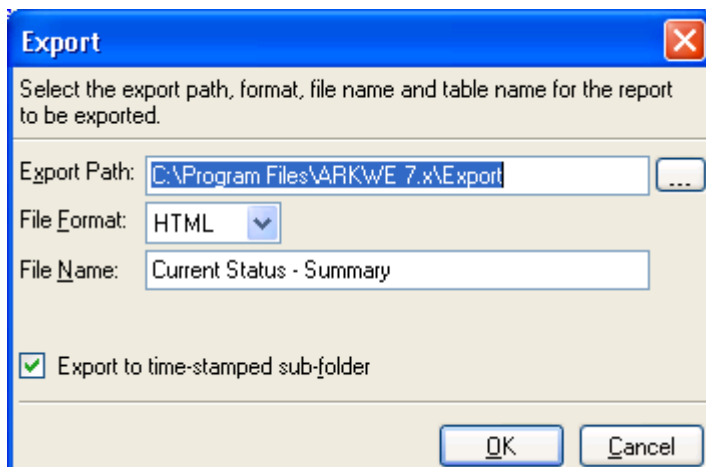 Export
Select the export path, format, file name and table name for the report
to be exported.
Export Path: C:\Program Files\ARKWE 7.x\Export ...
File Format: HTML
File Name: Current Status - Summary
Export to time-stamped sub-folder
OK Cancel